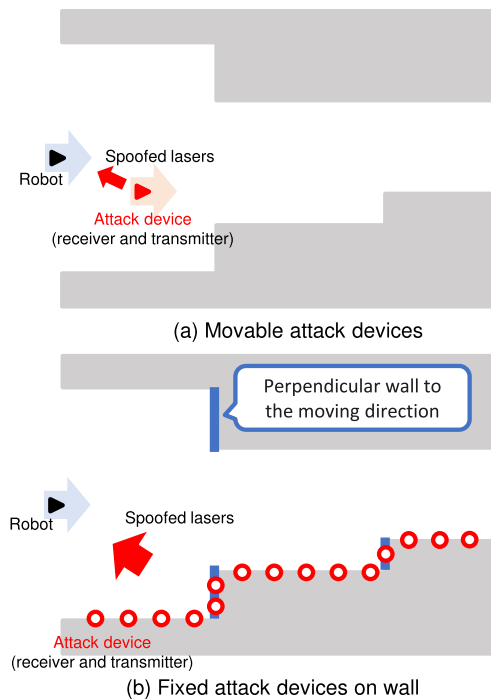 Spoofed lasers
Robot
Attack device
(receiver and transmitter)
(a) Movable attack devices
Perpendicular wall to
the moving direction
Robot
Spoofed lasers
Attack device
(receiver and transmitter)
(b) Fixed attack devices on wall